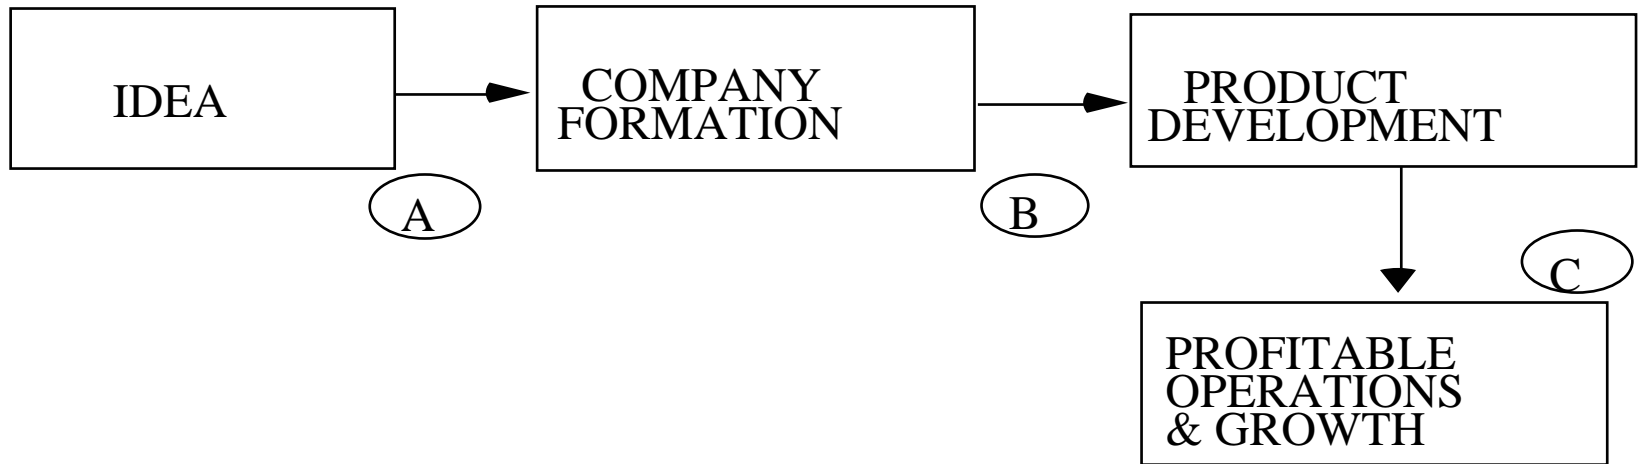 IDEA
COMPANY
FORMATION
PRODUCT
DEVELOPMENT
A
B
C
PROFITABLE
OPERATIONS
& GROWTH